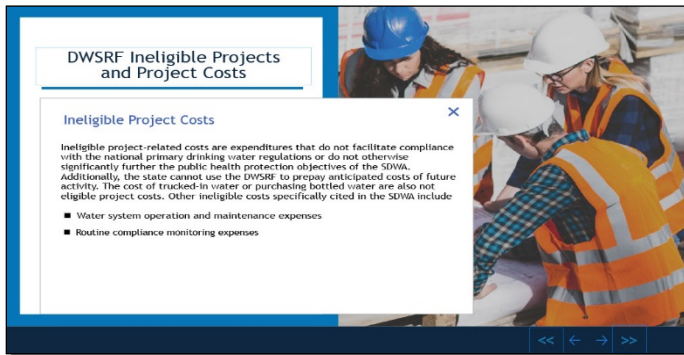 DWSRF Ineligible Projects
and Project Costs
Ineligible Project Costs
Ineligible project-related costs are expenditures that do not facilitate compliance
with the national primary drinking water regulations or do not otherwise
significantly further the public health protection objectives of the SDWA.
Additionally, the state cannot use the DWSRF to prepay anticipated costs of future
activity. The cost of trucked-in water or purchasing bottled water are also not
eligible project costs. Other ineligible costs specifically cited in the SDWA include
■ Water system operation and maintenance expenses
■ Routine compliance monitoring expenses